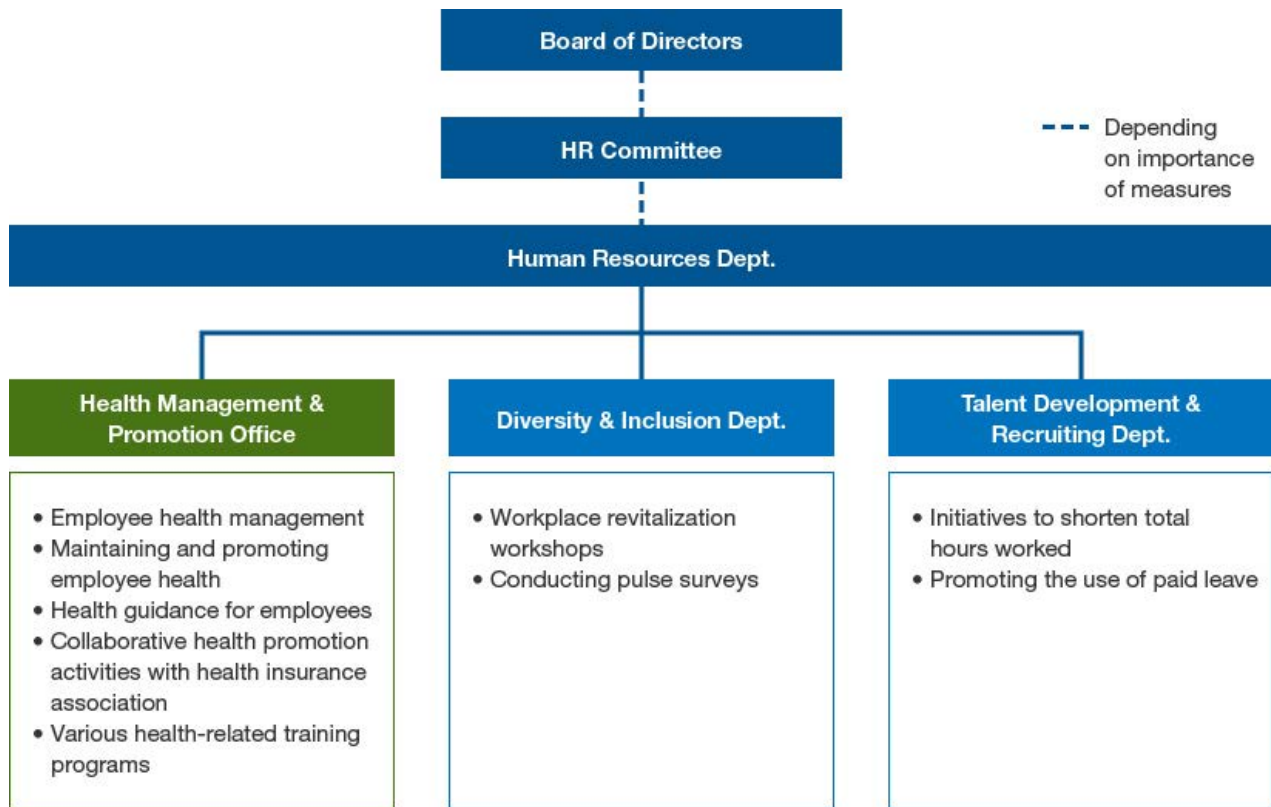 Board of Directors
HR Committee
Depending
on importance
of measures
Human Resources Dept.
Health Management &
Promotion Office
• Employee health management
• Maintaining and promoting
employee health
• Health guidance for employees
• Collaborative health promotion
activities with health insurance
association
• Various health-related training
programs
Diversity & Inclusion Dept.
• Workplace revitalization
workshops
• Conducting pulse surveys
Talent Development &
Recruiting Dept.
• Initiatives to shorten total
hours worked
• Promoting the use of paid leave